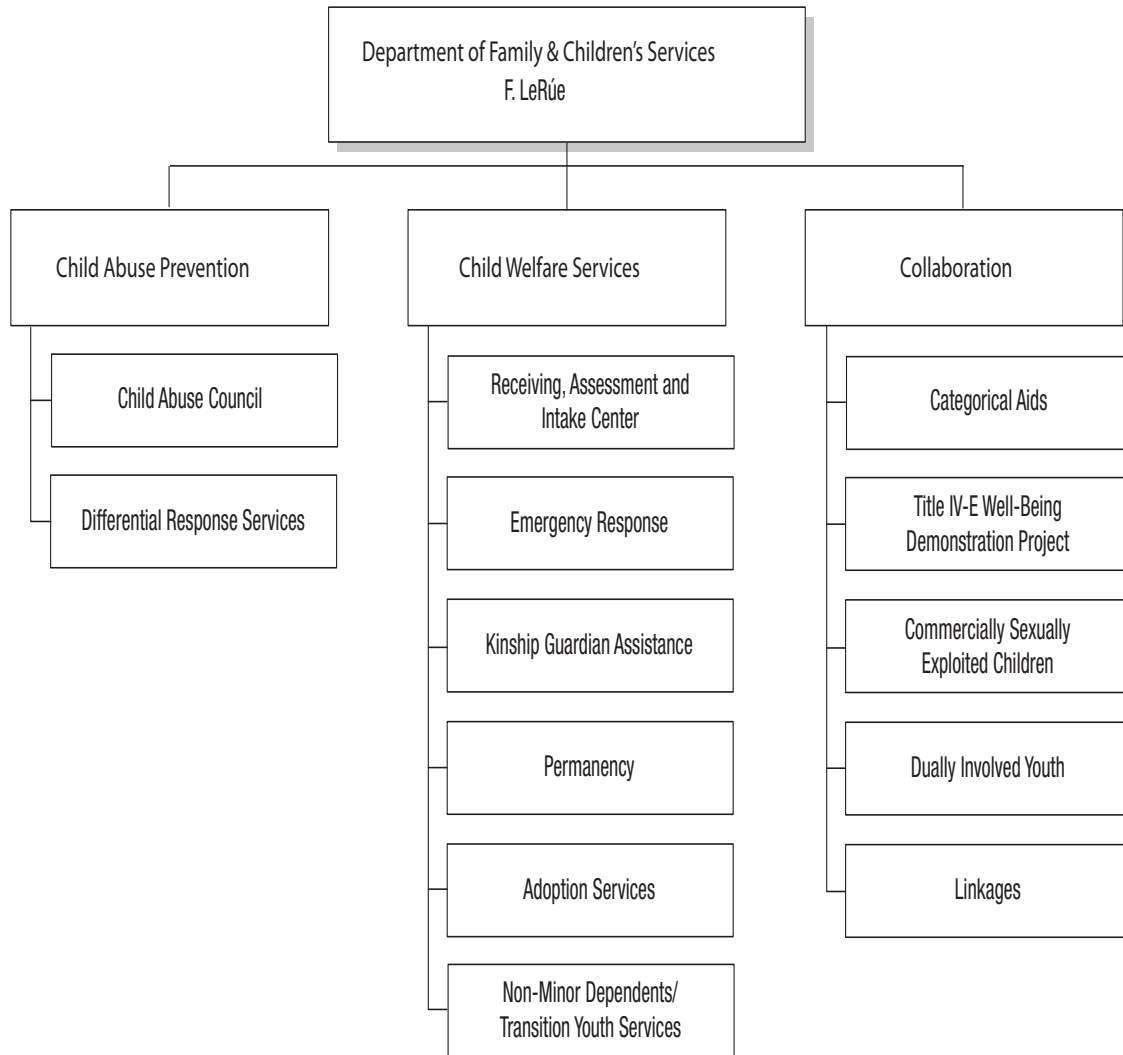 Department of Family & Children's Services
F. LeRúe
Child Abuse Prevention
Child Abuse Council
Differential Response Services
Child Welfare Services
Receiving, Assessment and
Intake Center
Emergency Response
Kinship Guardian Assistance
Permanency
Adoption Services
Non-Minor Dependents/
Transition Youth Services
Collaboration
Categorical Aids
Title IV-E Well-Being
Demonstration Project
Commercially Sexually
Exploited Children
Dually Involved Youth
Linkages